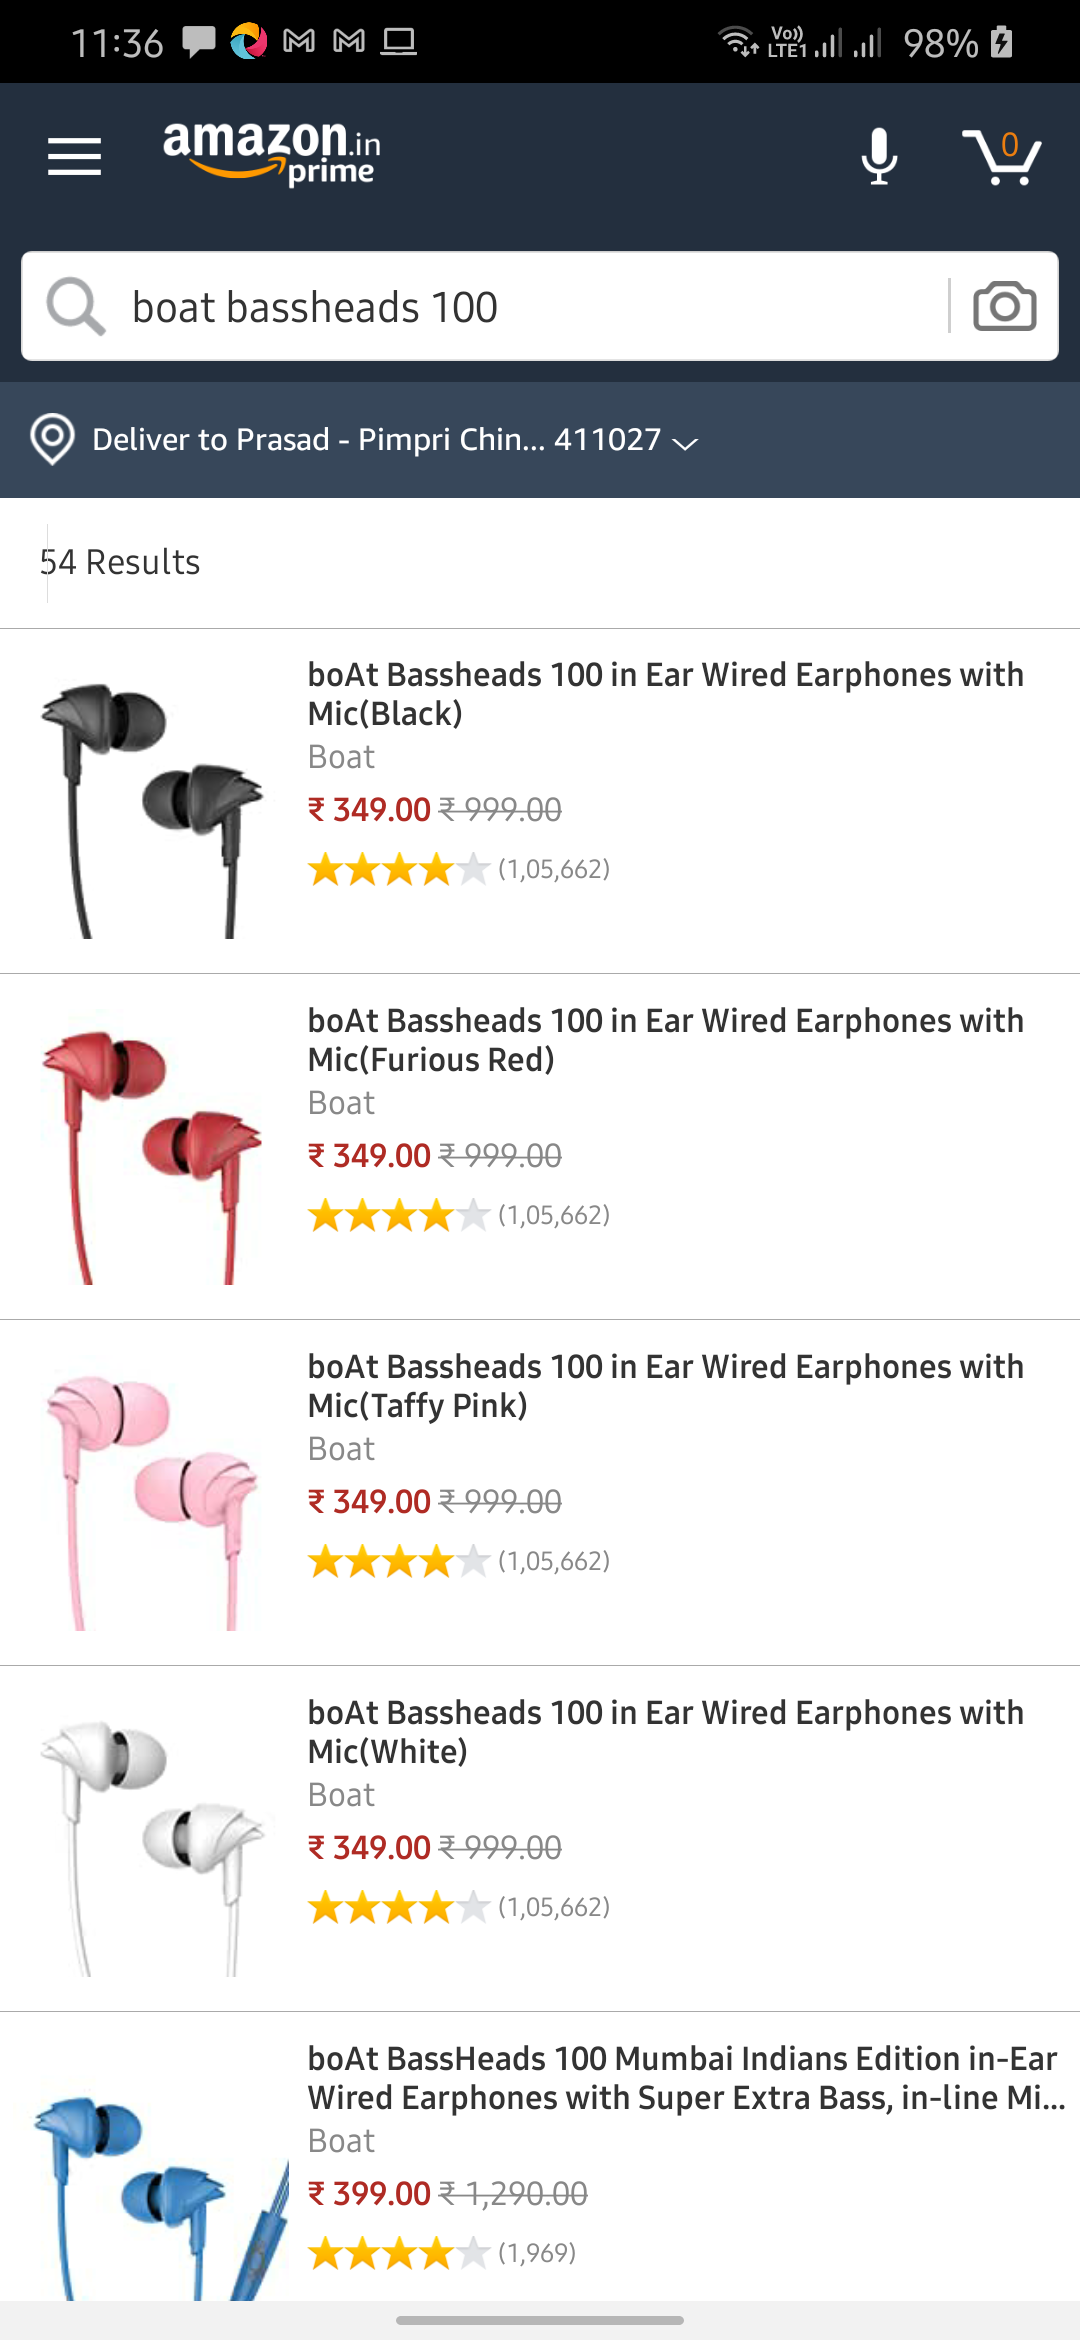 11:36
Vo))
LTE1
98%
amazon.in
prime
0
boat bassheads 100
Deliver to Prasad - Pimpri Chin... 411027
54 Results
boAt Bassheads 100 in Ear Wired Earphones with
Mic(Black)
Boat
₹ 349.00 ₹ 999.00
(1,05,662)
boAt Bassheads 100 in Ear Wired Earphones with
Mic(Furious Red)
Boat
₹ 349.00 ₹ 999.00
(1,05,662)
boAt Bassheads 100 in Ear Wired Earphones with
Mic(Taffy Pink)
Boat
₹ 349.00 ₹ 999.00
(1,05,662)
boAt Bassheads 100 in Ear Wired Earphones with
Mic(White)
Boat
₹ 349.00 ₹ 999.00
(1,05,662)
boAt BassHeads 100 Mumbai Indians Edition in-Ear
Wired Earphones with Super Extra Bass, in-line Mi...
Boat
₹ 399.00 ₹ 1,290.00
(1,969)